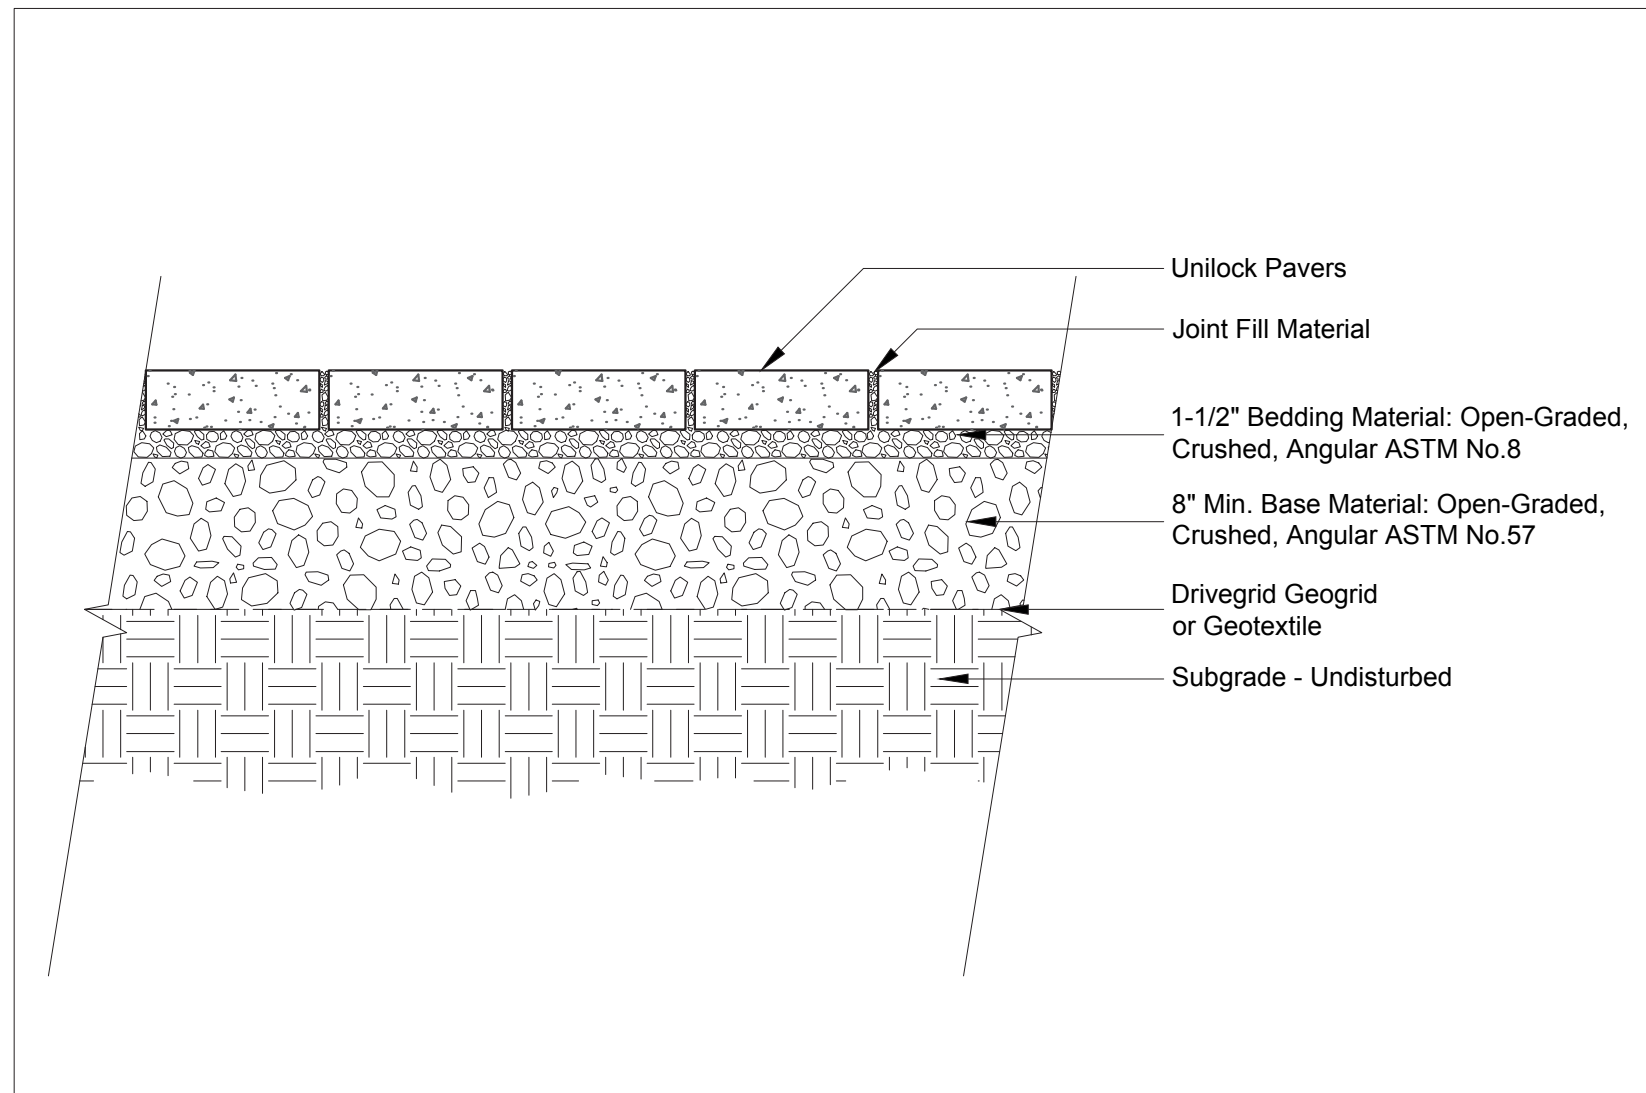 Unilock Pavers
Joint Fill Material
1-1/2" Bedding Material: Open-Graded,
Crushed, Angular ASTM No.8
8" Min. Base Material: Open-Graded,
Crushed, Angular ASTM No.57
Drivegrid Geogrid
or Geotextile
Subgrade - Undisturbed